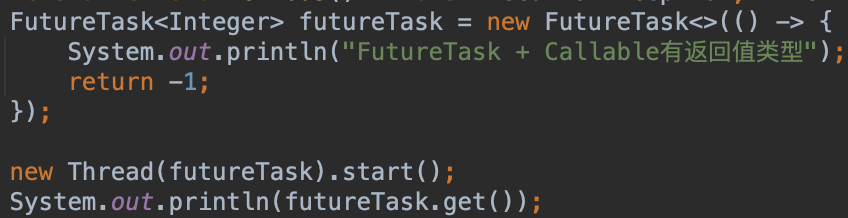 FutureTask<Integer> futureTask = new FutureTask<>(() -> {
    System.out.println("FutureTask + Callable有返回值类型");
    return -1;
});
new Thread(futureTask).start();
System.out.println(futureTask.get());